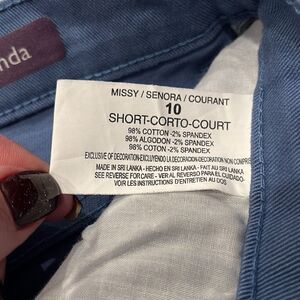 nda
MISSY / SENORA / COURANT
10
SHORT-CORTO-COURT
98% COTTON -2% SPANDEX
98% ALGODON -2% SPANDEX
98% COTON -2% SPANDEX
EXCLUSIVE OF DECORATION-EXCLUYENDO LA DECORACION-DECORATION NON COMPRE
MADE IN SRI LANKA - HECHO EN SRI LANKA - FAIT AU SRI LANKA
SEE REVERSE FOR CARE - VER AL REVERSO PARA EL CUIDADO.
VOIR LES INSTRUCTIONS D'ENTRETIEN AU DOS